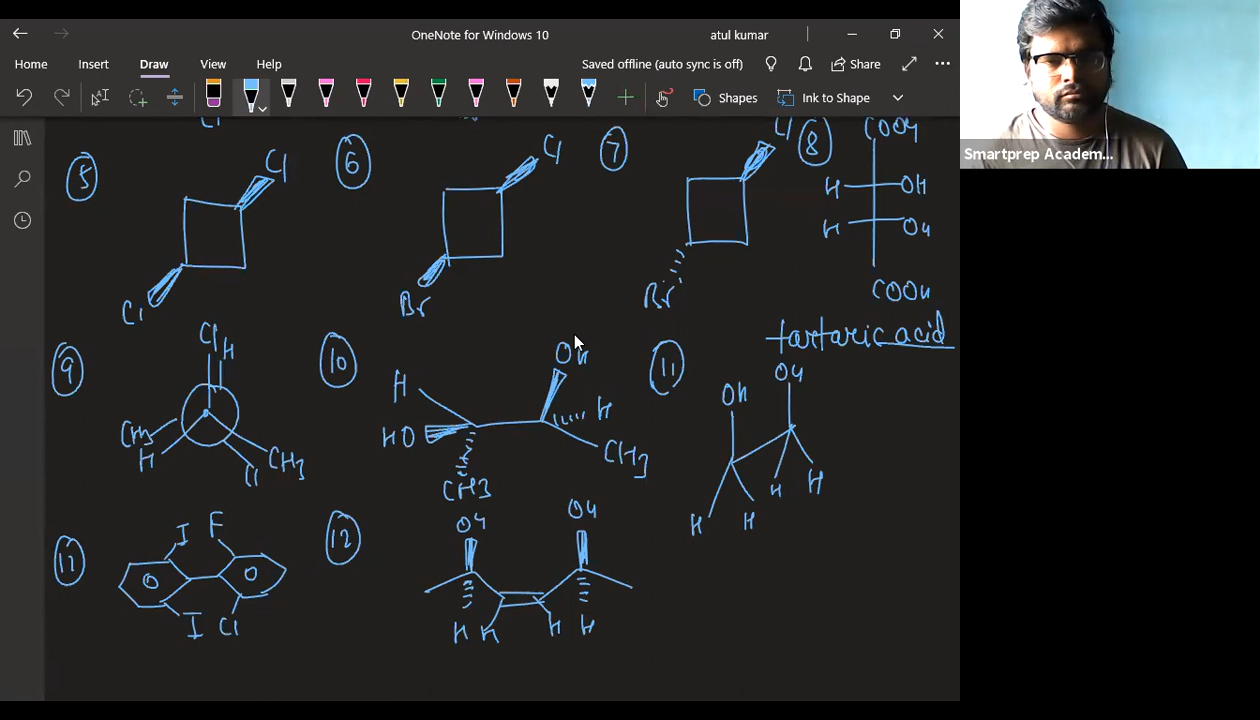 OneNote for Windows 10
atul kumar
Home Insert Draw View Help
Saved offline (auto sync is off)
Share
Shapes
Ink to Shape
Smartprep Academ...
Cl
5 Cl
Cl
6 Cl
Br
7 Cl
Br
8 COOH
H OH
H OH
COOH
tartaric acid
9 Cl H
CH3
H
Cl CH3
10 OH
H
HO
H
CH3
CH3
11 OH OH
H H H H
11 I F
I Cl
12 OH OH
H H H H